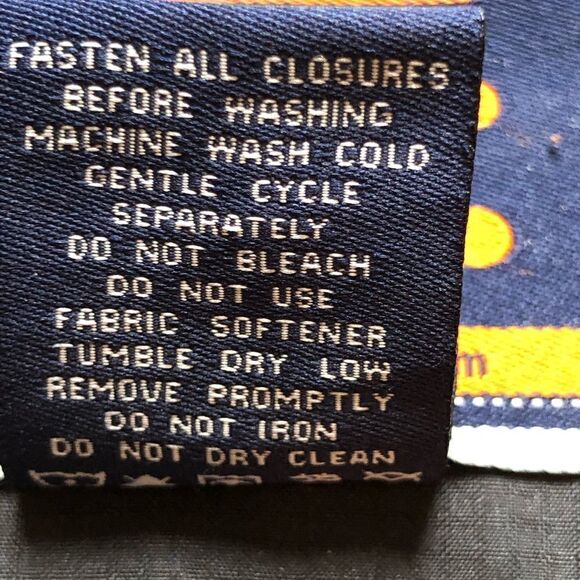 FASTEN ALL CLOSURES
BEFORE WASHING
MACHINE WASH COLD
GENTLE CYCLE
SEPARATELY
DO NOT BLEACH
DO NOT USE
FABRIC SOFTENER
TUMBLE DRY LOW
REMOVE PROMPTLY
DO NOT IRON
DO NOT DRY CLEAN
m